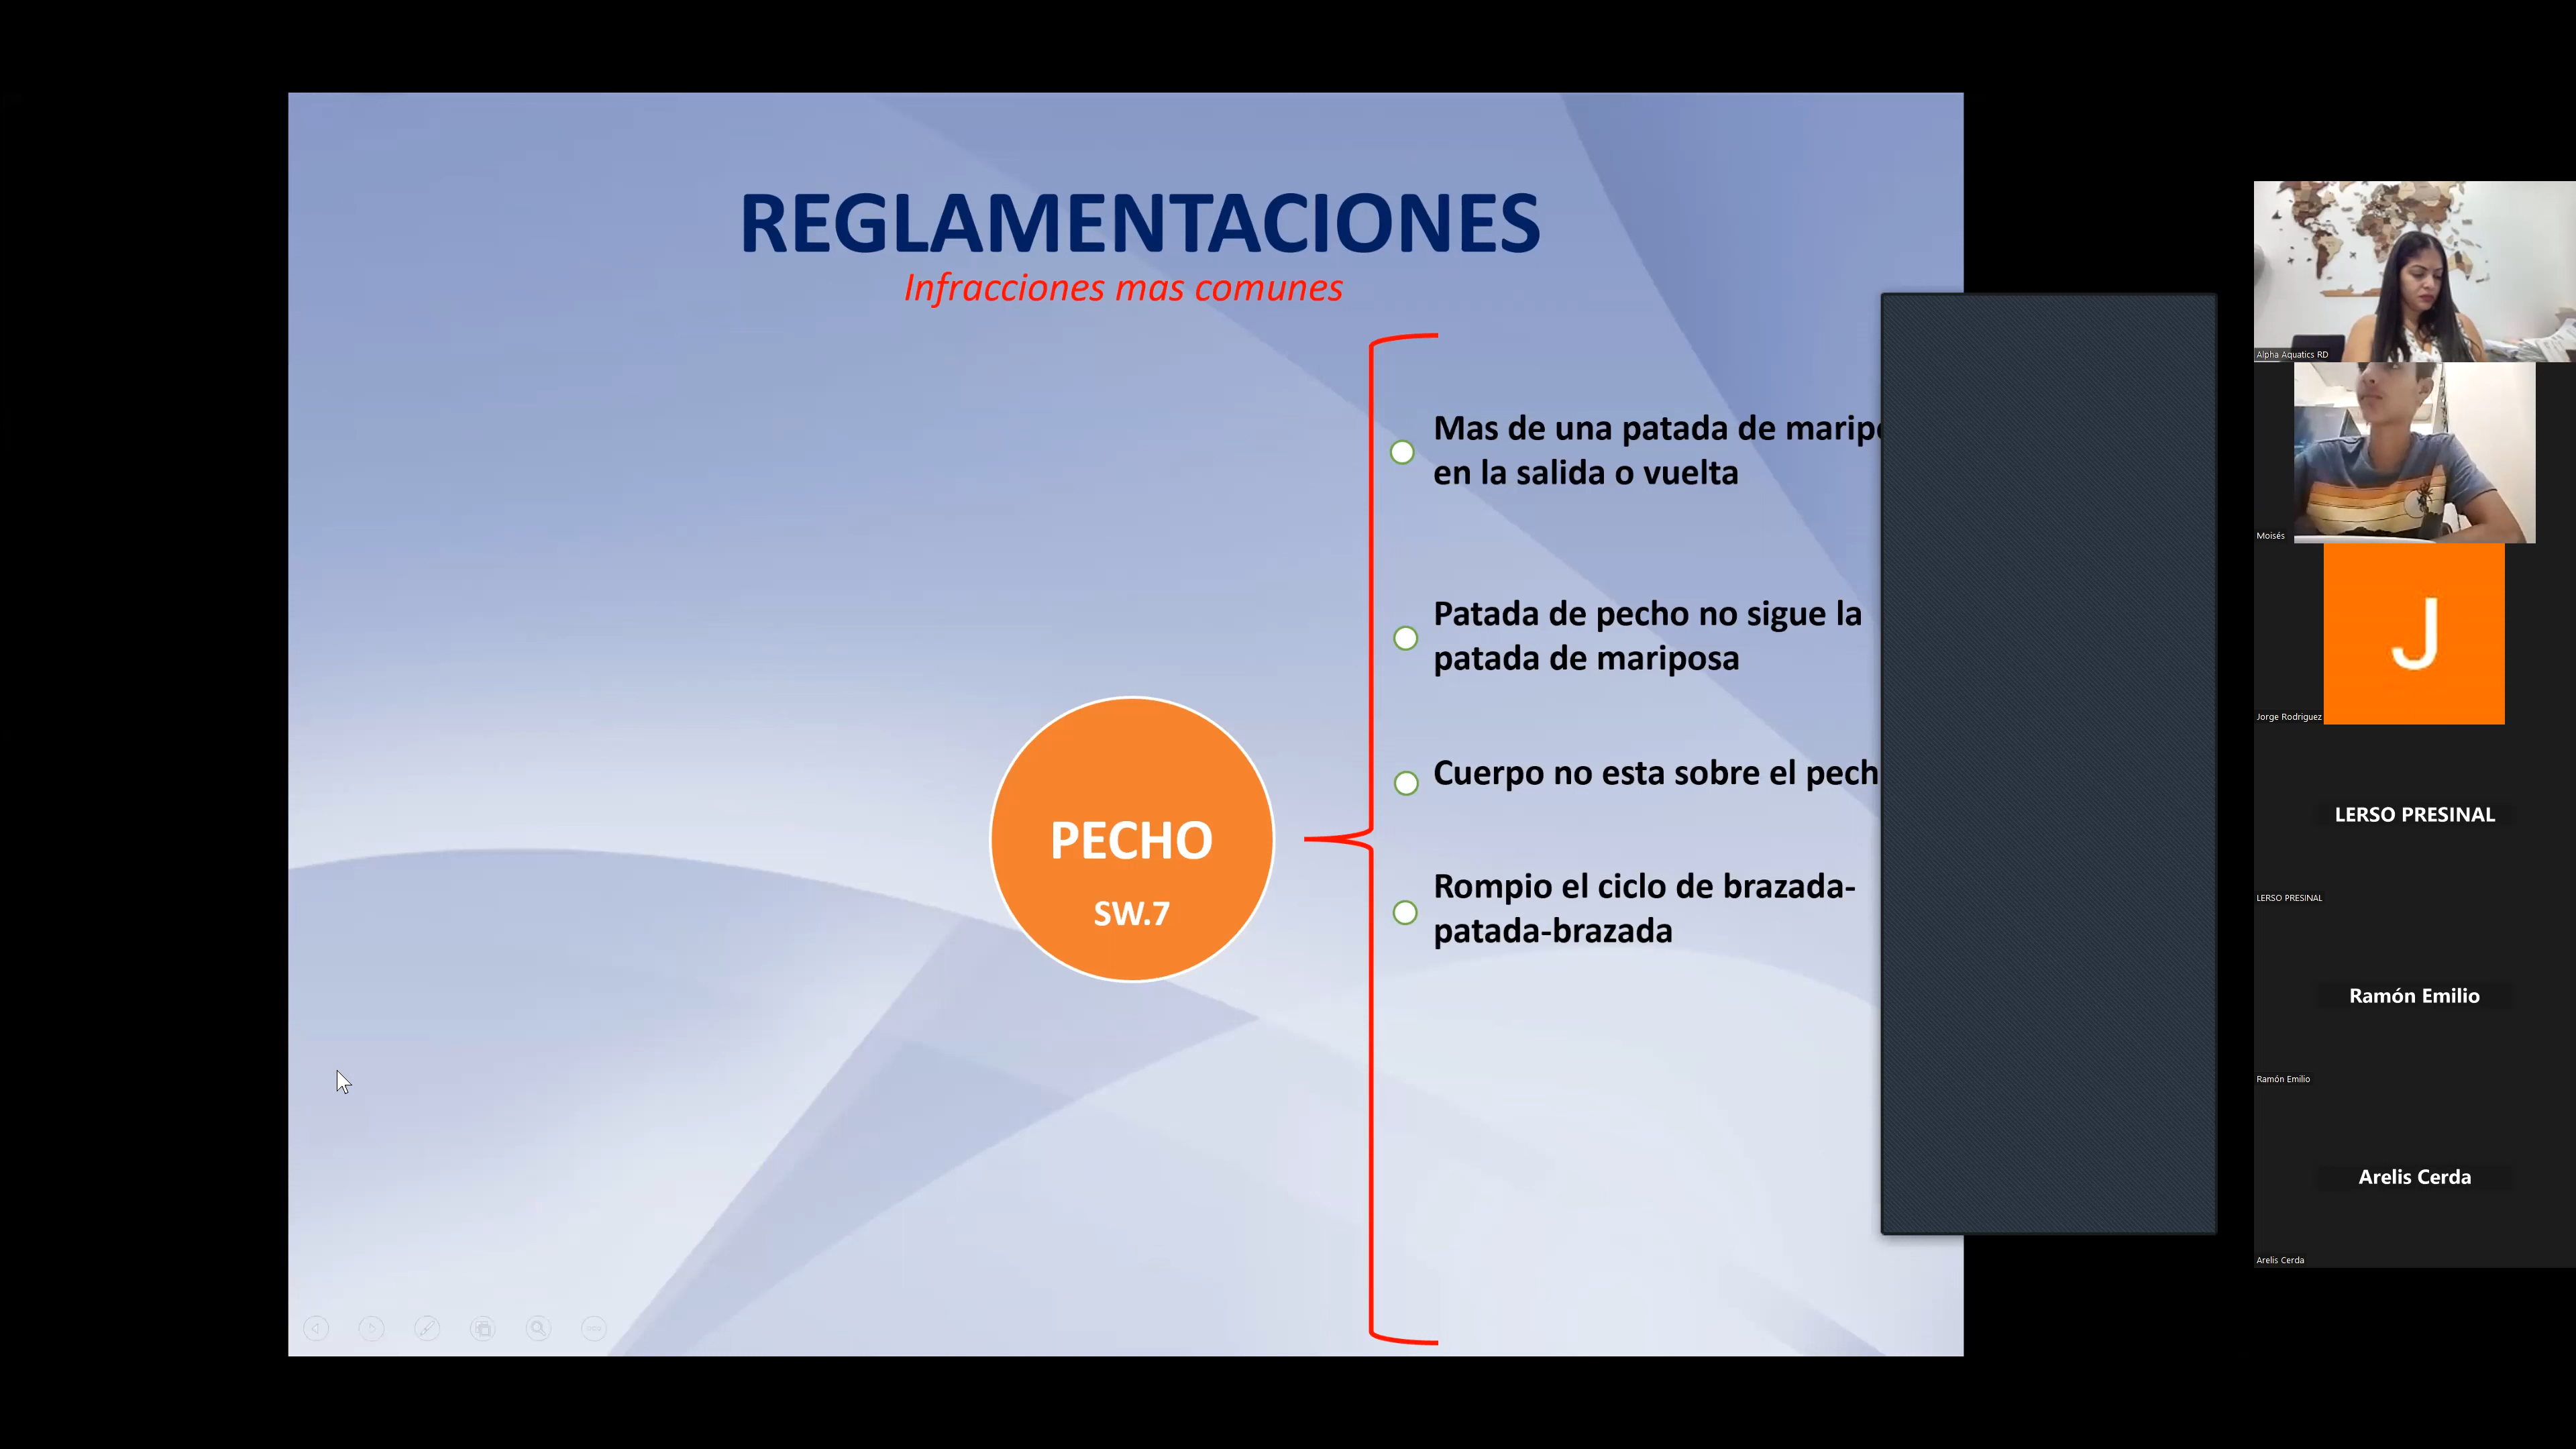 REGLAMENTACIONES
Infracciones mas comunes
Mas de una patada de
en la salida o vuelta
Patada de pecho no sigue la
patada de mariposa
Cuerpo no esta sobre el
Rompio el ciclo de brazada-
patada-brazada
PECHO
SW.7
Alpha Aquatics RD
Moisés
J
Jorge Rodriguez
LERSO PRESINAL
LERSO PRESINAL
Ramón Emilio
Ramón Emilio
Arelis Cerda
Arelis Cerda